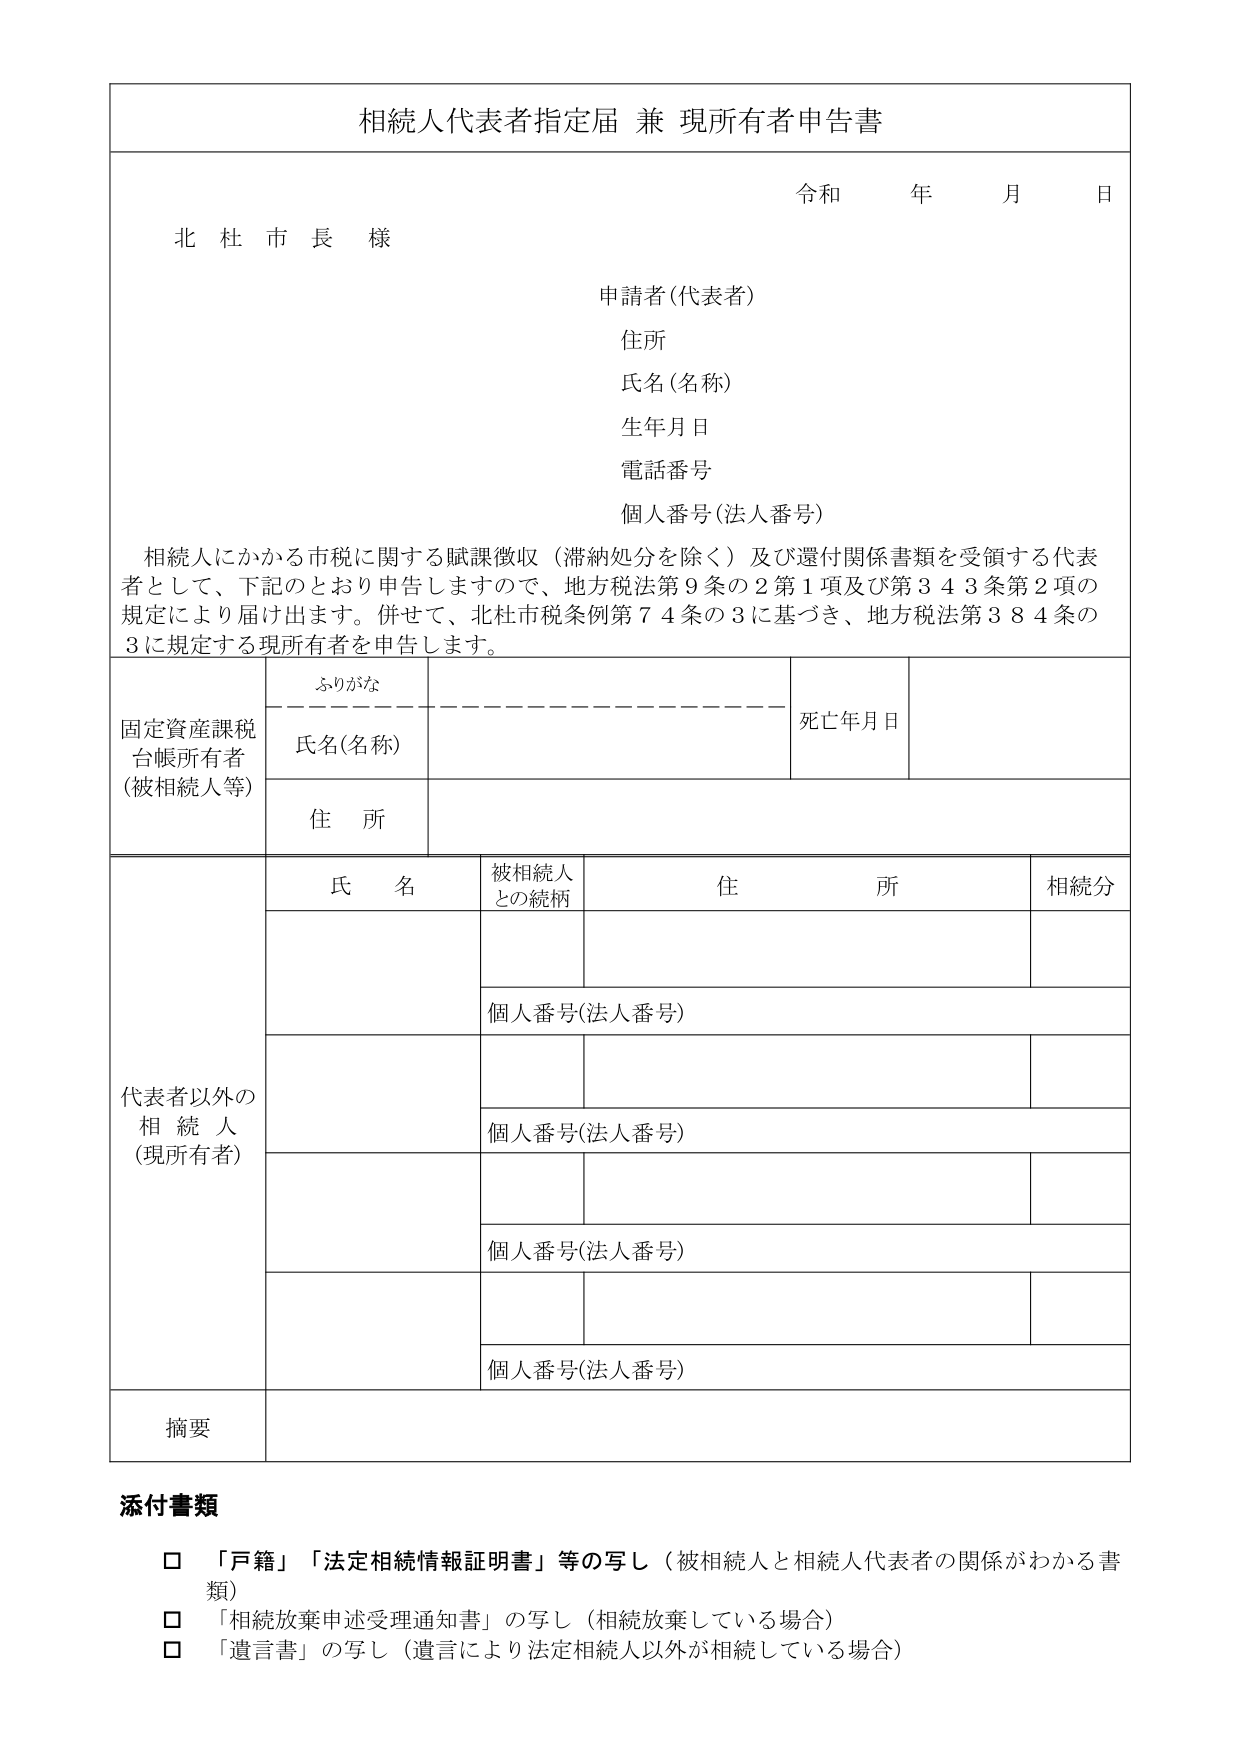 相続人代表者指定届 兼 現所有者申告書
令和　　　年　　　月　　　日
北　杜　市　長　様
申請者(代表者)
住所
氏名(名称)
生年月日
電話番号
個人番号(法人番号)
相続人にかかる市税に関する賦課徴収（滞納処分を除く）及び還付関係書類を受領する代表
者として、下記のとおり申告しますので、地方税法第９条の２第１項及び第３４３条第２項の
規定により届け出ます。併せて、北杜市税条例第７４条の３に基づき、地方税法第３８４条の
３に規定する現所有者を申告します。
固定資産課税
台帳所有者
(被相続人等)
ふりがな
氏名(名称)
死亡年月日
住　所
代表者以外の
相　続　人
(現所有者)
氏　　名
被相続人
との続柄
住　　　　　　所
相続分
個人番号(法人番号)
個人番号(法人番号)
個人番号(法人番号)
個人番号(法人番号)
摘要
添付書類
□　「戸籍」「法定相続情報証明書」等の写し（被相続人と相続人代表者の関係がわかる書
類）
□　「相続放棄申述受理通知書」の写し（相続放棄している場合）
□　「遺言書」の写し（遺言により法定相続人以外が相続している場合）